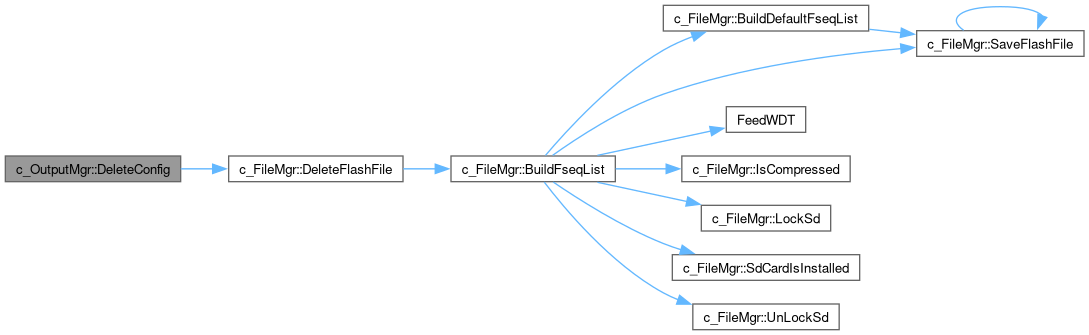 c_OutputMgr::DeleteConfig
c_FileMgr::DeleteFlashFile
c_FileMgr::BuildFseqList
c_FileMgr::BuildDefaultFseqList
c_FileMgr::SaveFlashFile
FeedWDT
c_FileMgr::IsCompressed
c_FileMgr::LockSd
c_FileMgr::SdCardIsInstalled
c_FileMgr::UnLockSd